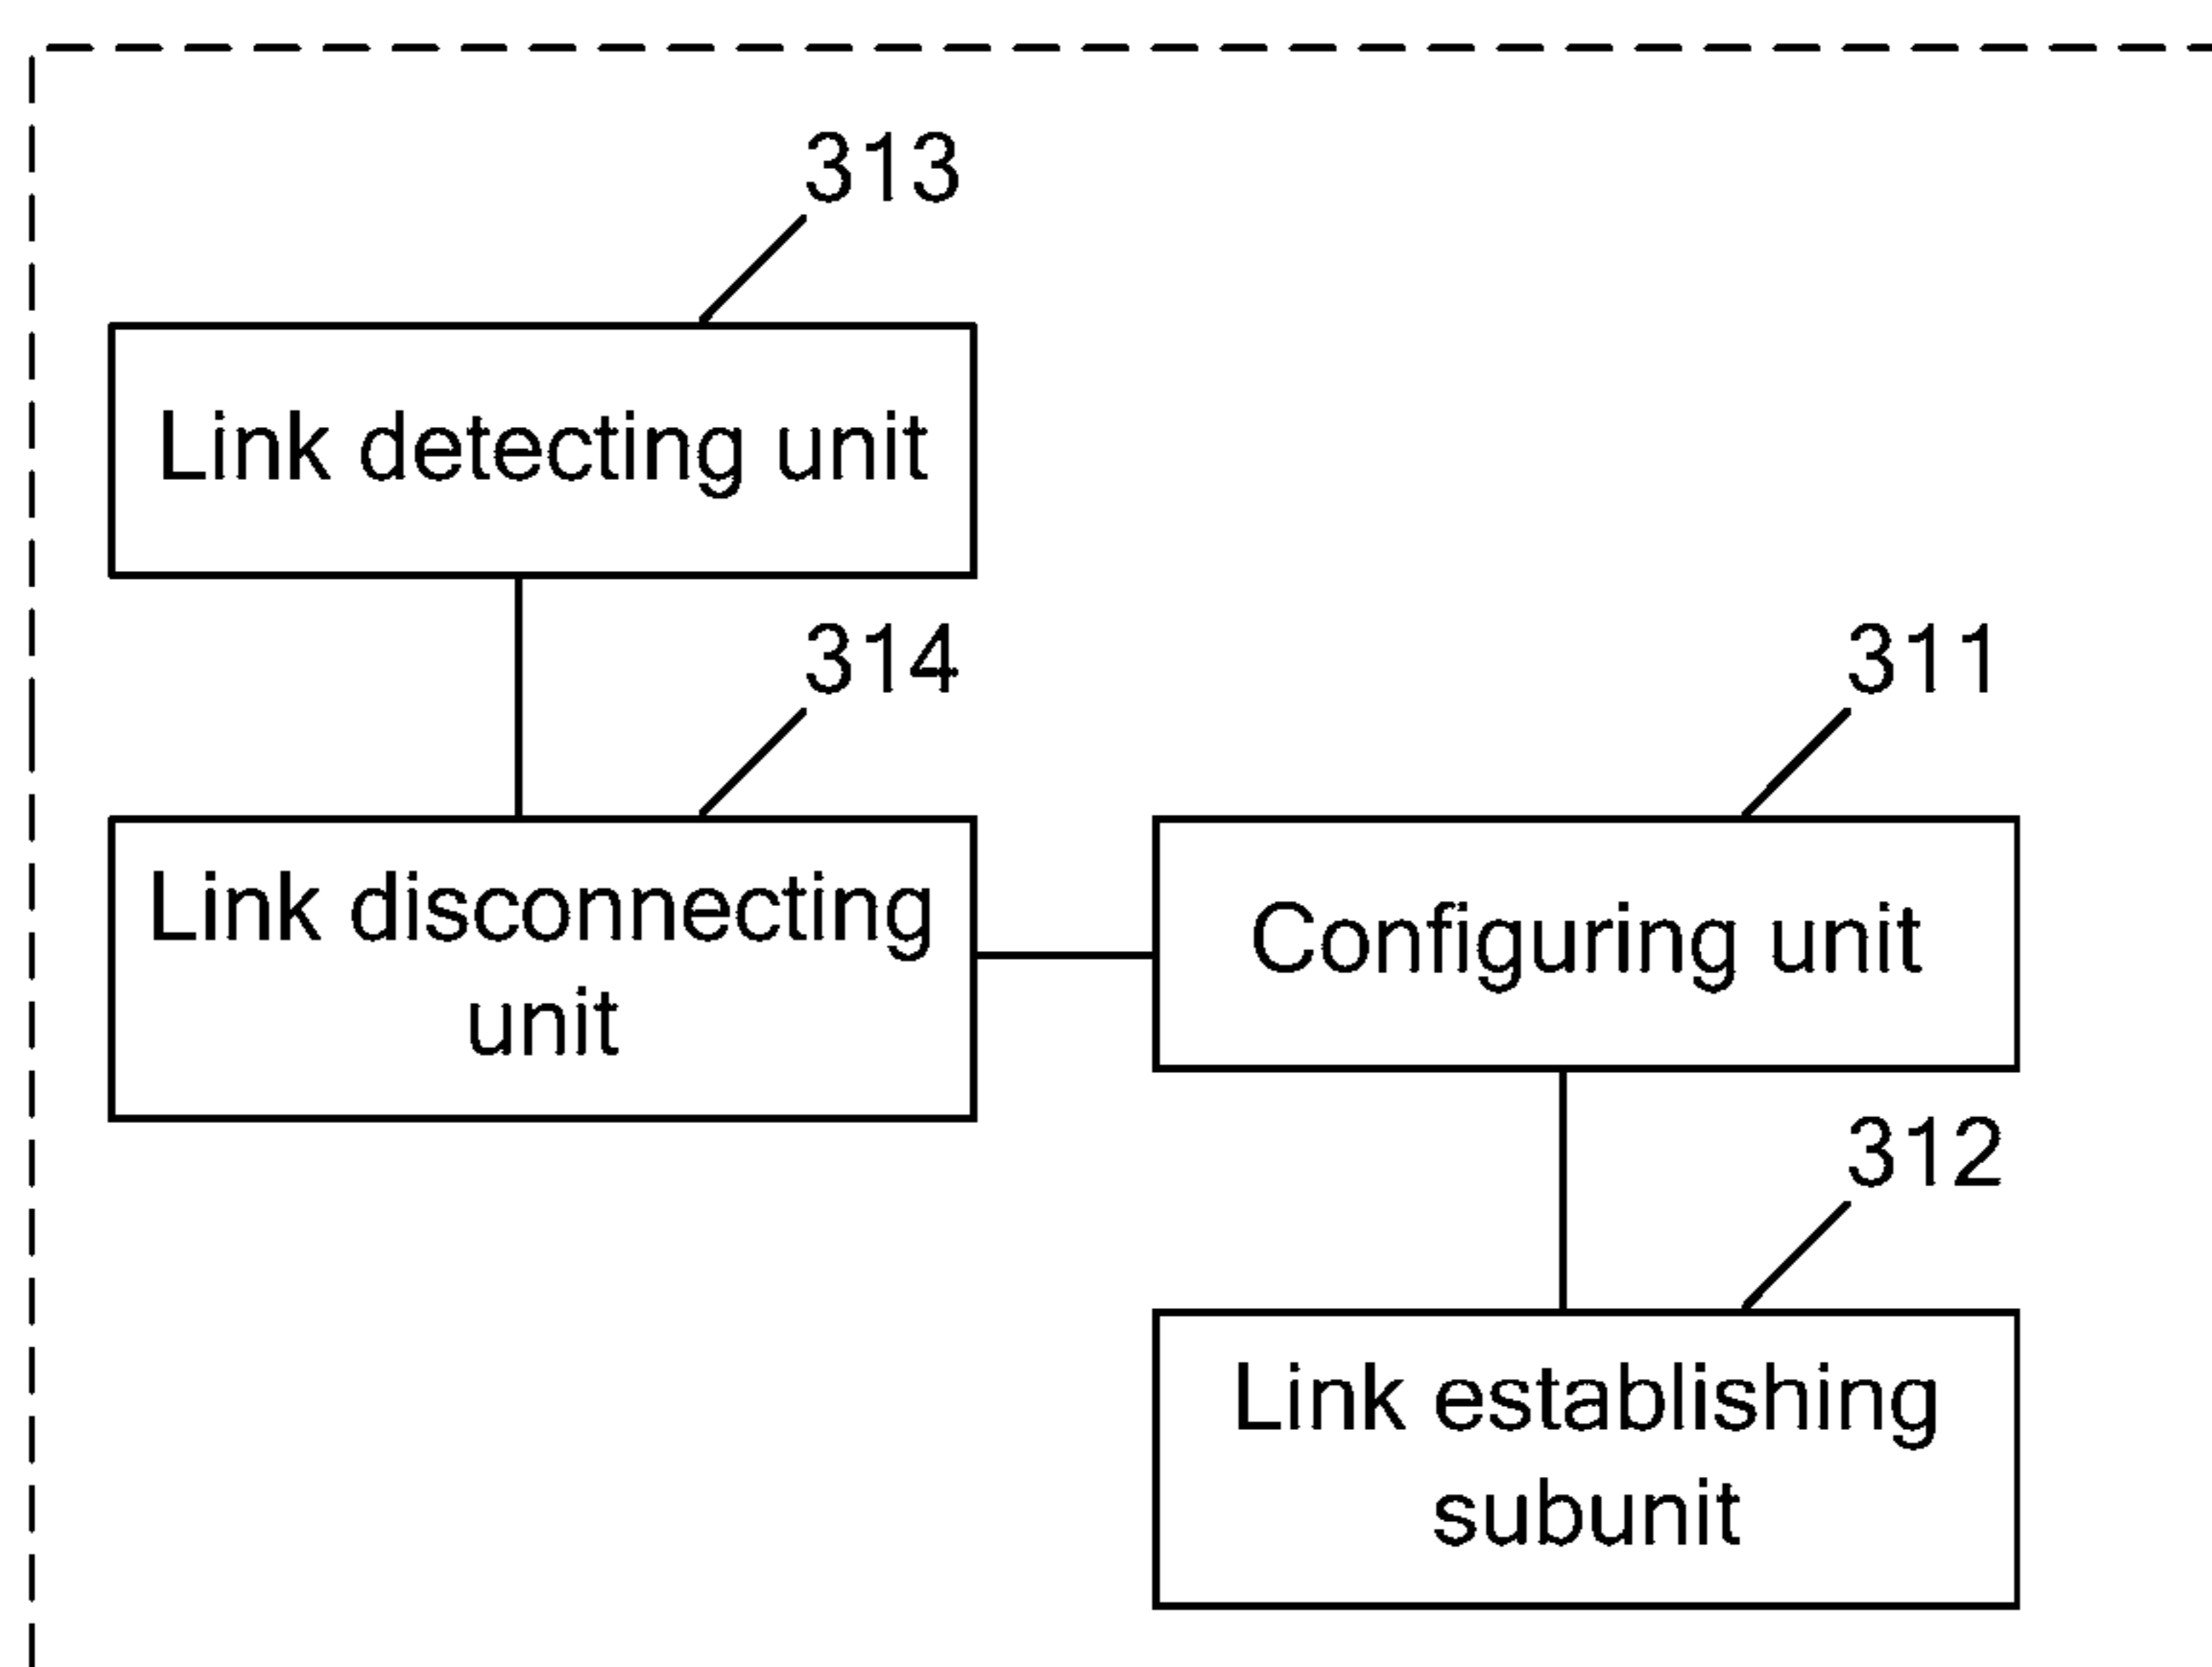 313
Link detecting unit
314
Link disconnecting
unit
311
Configuring unit
312
Link establishing
subunit